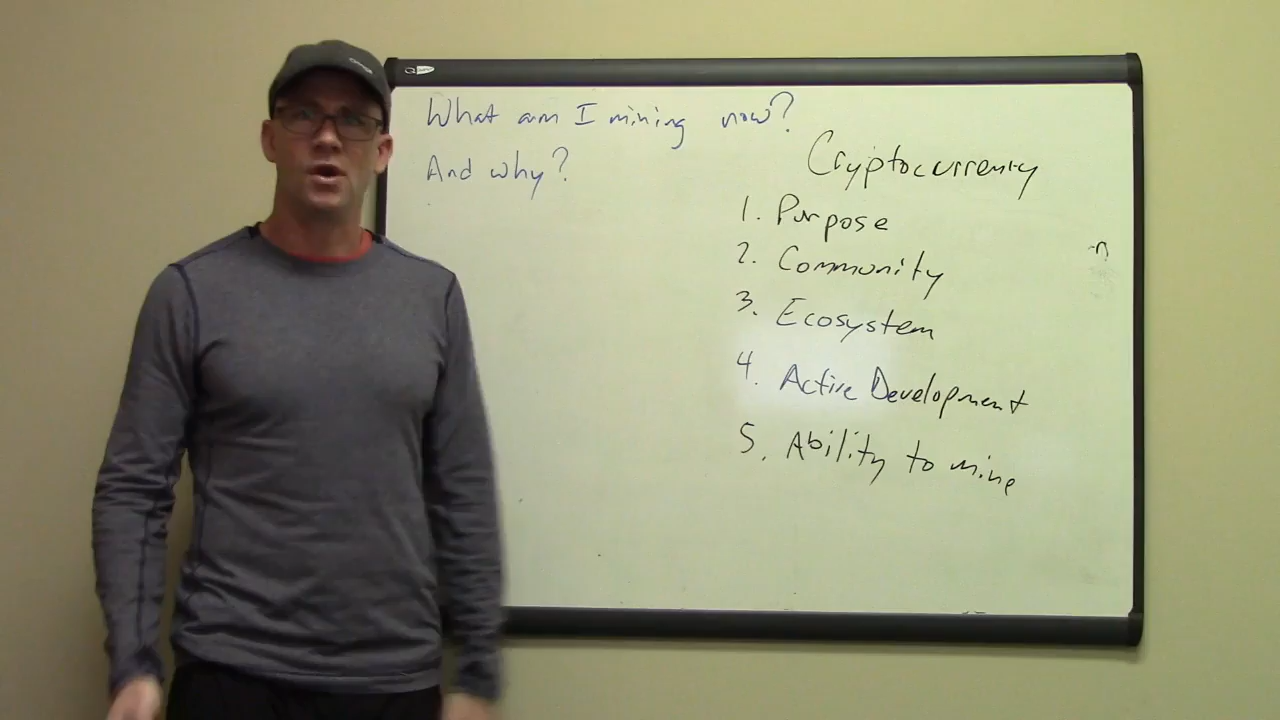 What am I mining now?
And why?
Cryptocurrency
1. Purpose
2. Community
3. Ecosystem
4. Active Development
5. Ability to mine